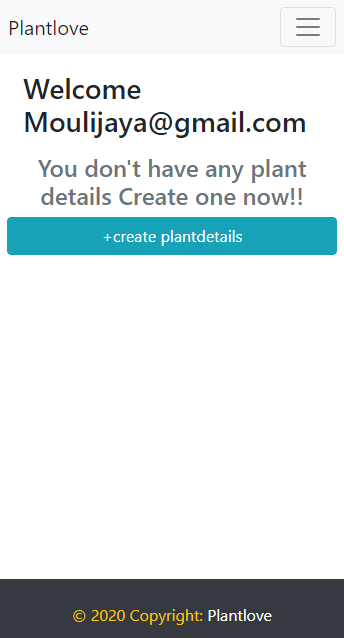 Plantlove
Welcome
Moulijaya@gmail.com
You don't have any plant
details Create one now!!
+create plantdetails
© 2020 Copyright: Plantlove